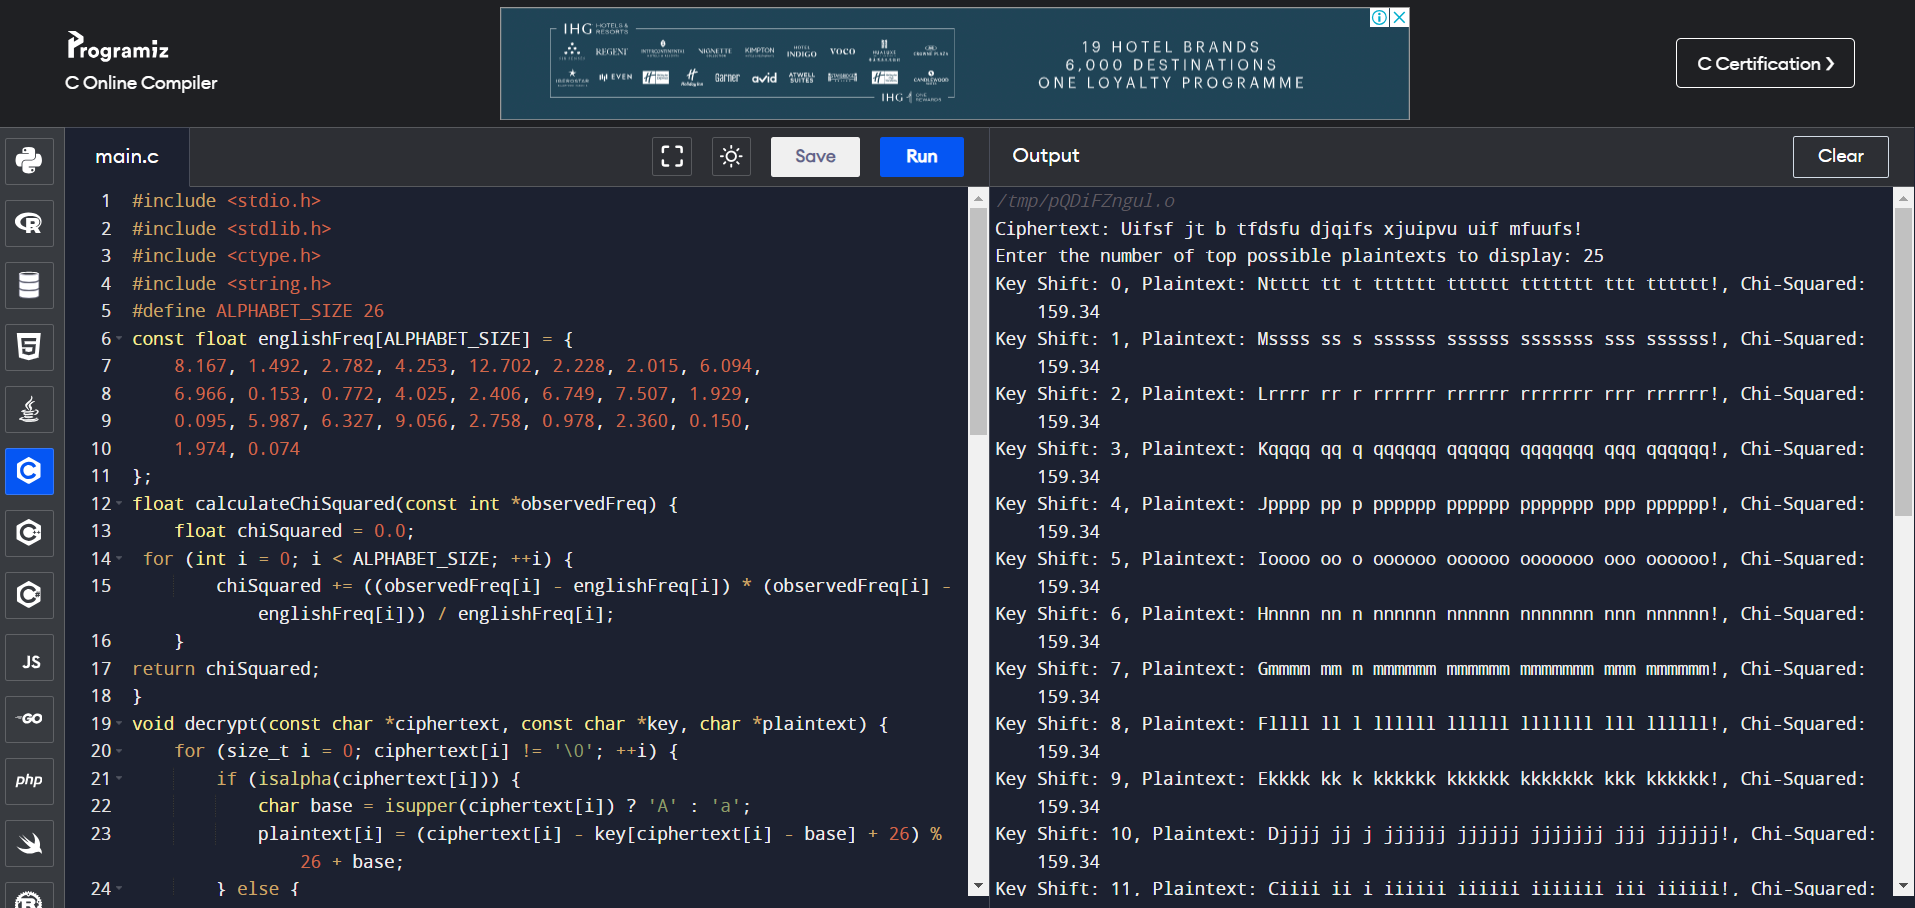 Programiz
C Online Compiler
IHG HOTELS & RESORTS
REGENT INTERCONTINENTAL VIGNETTE KIMPTON HOTEL INDIGO VOCO
CROWNE PLAZA
IBEROSTAR EVEN Holiday Inn Garner avid ATWELL SUITES STAYBRIDGE CANDLEWOOD
IHG ONE REWARDS
19 HOTEL BRANDS
6,000 DESTINATIONS
ONE LOYALTY PROGRAMME
C Certification ❯
main.c
Save
Run
Output
Clear
JS
GO
php
1 #include <stdio.h>
2 #include <stdlib.h>
3 #include <ctype.h>
4 #include <string.h>
5 #define ALPHABET_SIZE 26
6 const float englishFreq[ALPHABET_SIZE] = {
7 8.167, 1.492, 2.782, 4.253, 12.702, 2.228, 2.015, 6.094,
8 6.966, 0.153, 0.772, 4.025, 2.406, 6.749, 7.507, 1.929,
9 0.095, 5.987, 6.327, 9.056, 2.758, 0.978, 2.360, 0.150,
10 1.974, 0.074
11 };
12 float calculateChiSquared(const int *observedFreq) {
13 float chiSquared = 0.0;
14 for (int i = 0; i < ALPHABET_SIZE; ++i) {
15 chiSquared += ((observedFreq[i] - englishFreq[i]) * (observedFreq[i] -
englishFreq[i])) / englishFreq[i];
16 }
17 return chiSquared;
18 }
19 void decrypt(const char *ciphertext, const char *key, char *plaintext) {
20 for (size_t i = 0; ciphertext[i] != '\0'; ++i) {
21 if (isalpha(ciphertext[i])) {
22 char base = isupper(ciphertext[i]) ? 'A' : 'a';
23 plaintext[i] = (ciphertext[i] - key[ciphertext[i] - base] + 26) %
26 + base;
24 } else {
/tmp/pQDiFZngul.o
Ciphertext: Uifsf jt b tfdsfu djqifs xjuipvu uif mfuufs!
Enter the number of top possible plaintexts to display: 25
Key Shift: 0, Plaintext: Ntttt tt t tttttt tttttt ttttttt ttt tttttt!, Chi-Squared:
159.34
Key Shift: 1, Plaintext: Mssss ss s ssssss ssssss sssssss sss ssssss!, Chi-Squared:
159.34
Key Shift: 2, Plaintext: Lrrrr rr r rrrrrr rrrrrr rrrrrrr rrr rrrrrr!, Chi-Squared:
159.34
Key Shift: 3, Plaintext: Kqqqq qq q qqqqqq qqqqqq qqqqqqq qqq qqqqqq!, Chi-Squared:
159.34
Key Shift: 4, Plaintext: Jpppp pp p pppppp pppppp ppppppp ppp pppppp!, Chi-Squared:
159.34
Key Shift: 5, Plaintext: Ioooo oo o oooooo oooooo ooooooo ooo oooooo!, Chi-Squared:
159.34
Key Shift: 6, Plaintext: Hnnnn nn n nnnnnn nnnnnn nnnnnnn nnn nnnnnn!, Chi-Squared:
159.34
Key Shift: 7, Plaintext: Gmmmm mm m mmmmmm mmmmmm mmmmmmm mmm mmmmmm!, Chi-Squared:
159.34
Key Shift: 8, Plaintext: Fllll ll l llllll llllll lllllll lll llllll!, Chi-Squared:
159.34
Key Shift: 9, Plaintext: Ekkkk kk k kkkkkk kkkkkk kkkkkkk kkk kkkkkk!, Chi-Squared:
159.34
Key Shift: 10, Plaintext: Djjjj jj j jjjjjj jjjjjj jjjjjjj jjj jjjjjj!, Chi-Squared:
159.34
Key Shift: 11, Plaintext: Ciiii ii i iiiiii iiiiii iiiiiii iii iiiiii!, Chi-Squared: